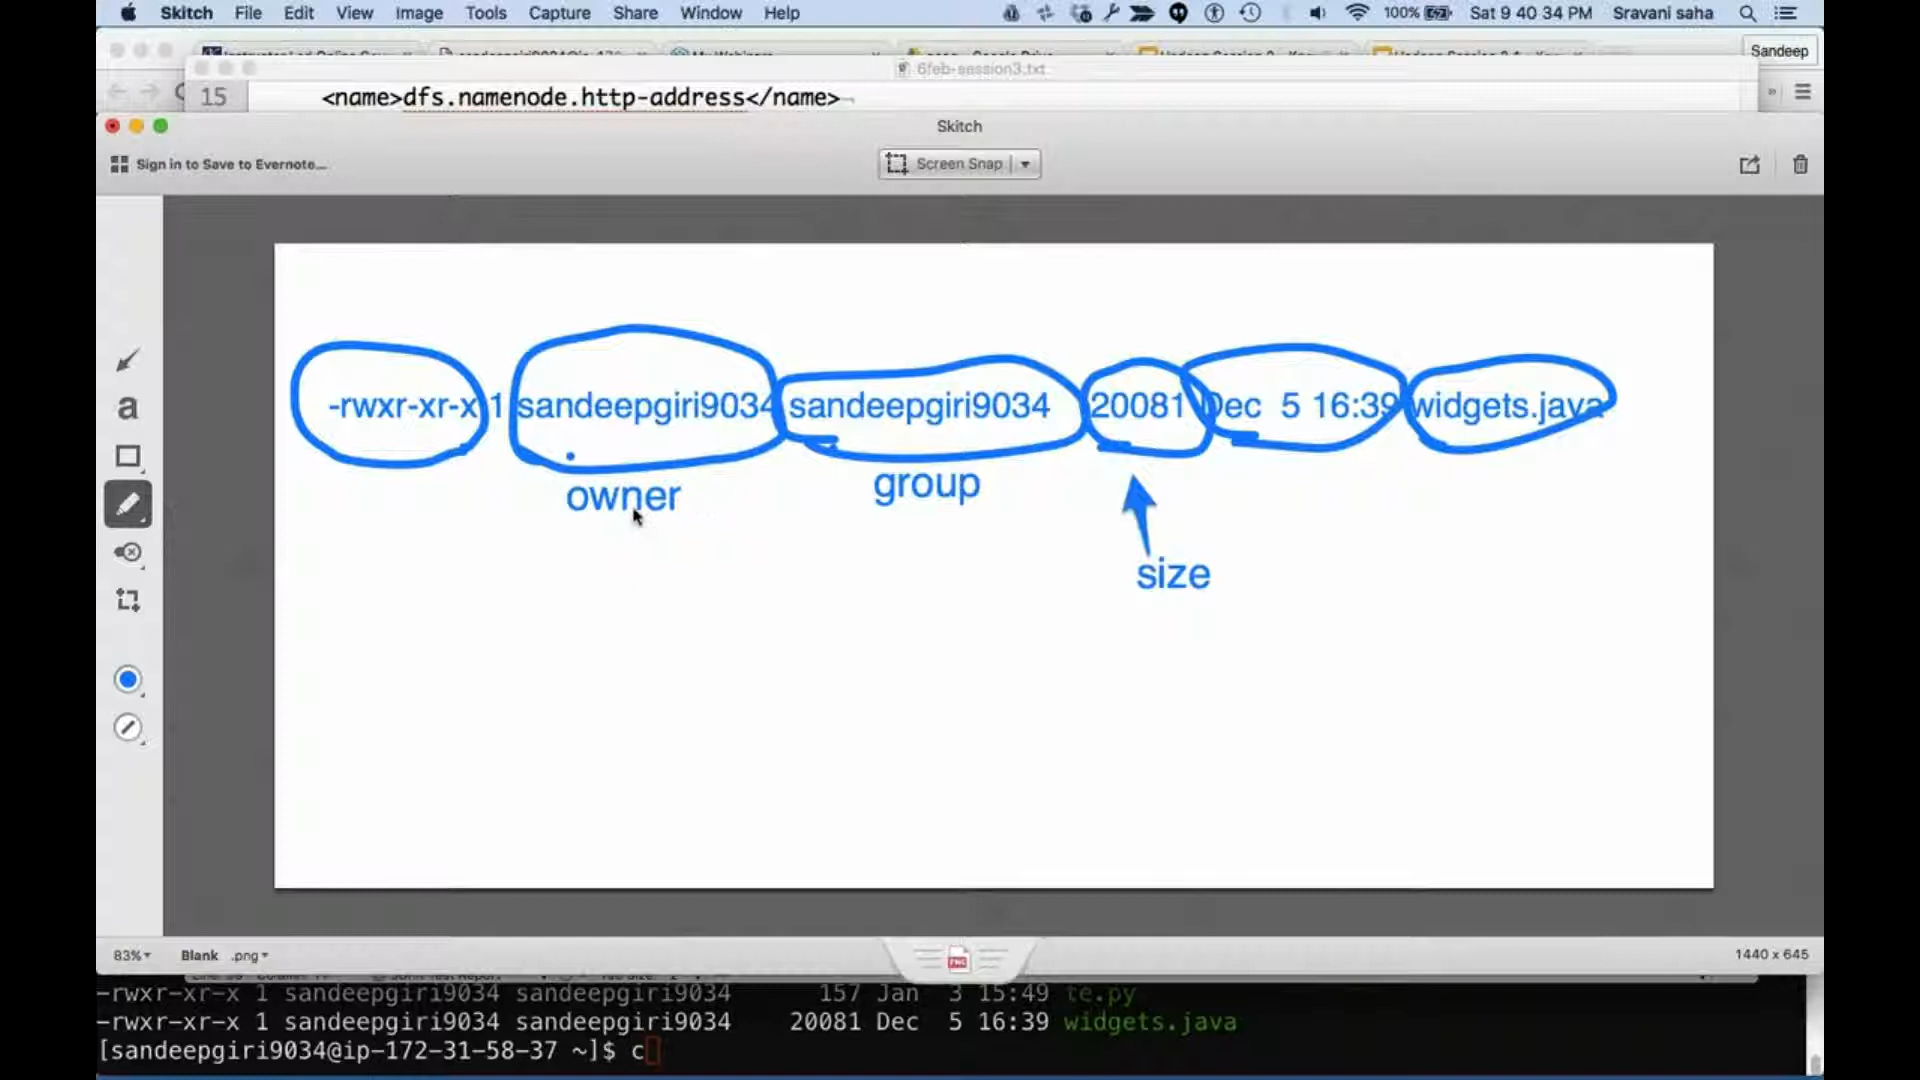 Skitch File Edit View Image Tools Capture Share Window Help 100% Sat 9 40 34 PM Sravani saha
Sandeep
6feb-session3.txt
15 <name>dfs.namenode.http-address</name>
Skitch
Sign in to Save to Evernote... Screen Snap
-rwxr-xr-x 1 sandeepgiri9034 sandeepgiri9034 20081 Dec 5 16:39 widgets.java
owner group
size
a
83% Blank .png PNG 1440 x 645
-rwxr-xr-x 1 sandeepgiri9034 sandeepgiri9034 157 Jan 3 15:49 te.py
-rwxr-xr-x 1 sandeepgiri9034 sandeepgiri9034 20081 Dec 5 16:39 widgets.java
[sandeepgiri9034@ip-172-31-58-37 ~]$ c